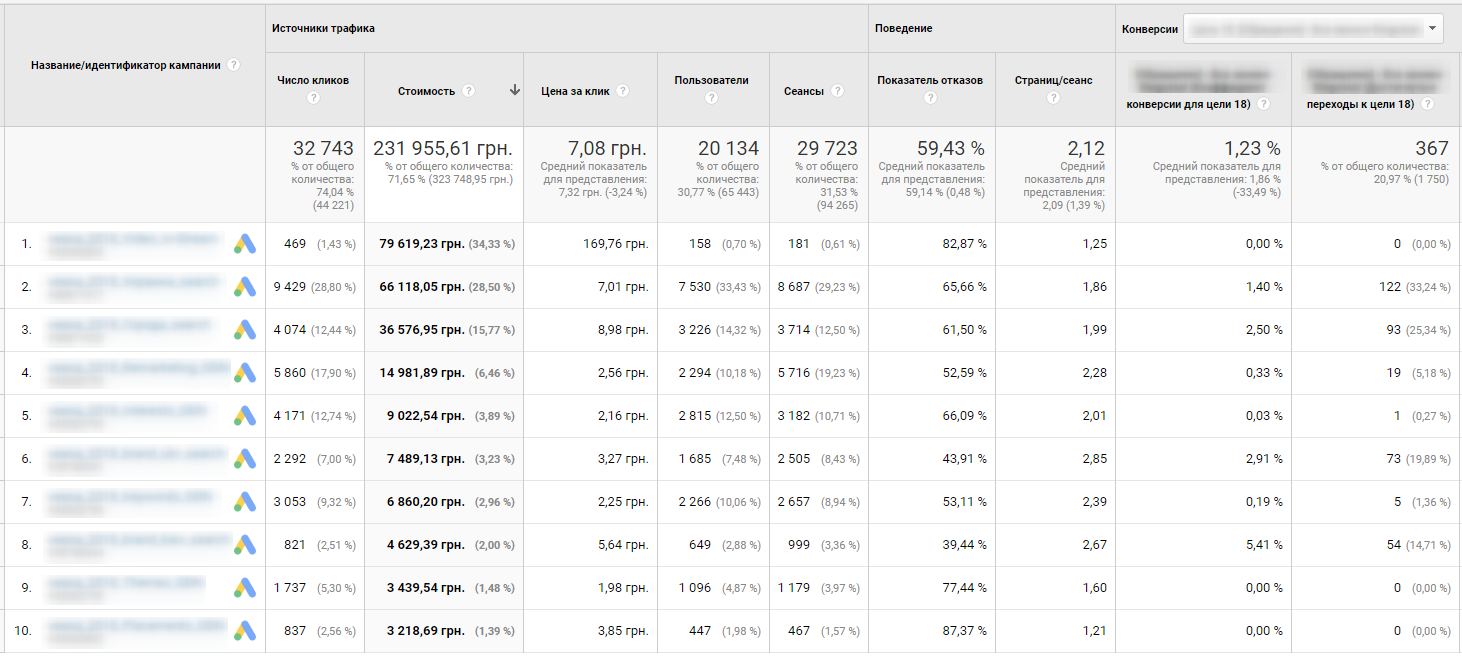 Источники трафика Поведение Конверсии
Название/идентификатор кампании ?
Число кликов ? Стоимость ? Цена за клик ? Пользователи ? Сеансы ? Показатель отказов ? Страниц/сеанс ? конверсии для цели 18) ? переходы к цели 18) ?
32 743 231 955,61 грн. 7,08 грн. 20 134 29 723 59,43 % 2,12 1,23 % 367
% от общего % от общего количества: Средний показатель % от общего % от общего Средний показатель Средний Средний показатель для % от общего количества:
количества: 71,65 % (323 748,95 грн.) для представления: количества: количества: для представления: показатель для представления: 1,86 % 20,97 % (1 750)
74,04 % 7,32 грн. (-3,24 %) 30,77 % (65 443) 31,53 % 59,14 % (0,48 %) представления: (-33,49 %)
(44 221) (94 265) 2,09 (1,39 %)
1. 469 (1,43 %) 79 619,23 грн. (34,33 %) 169,76 грн. 158 (0,70 %) 181 (0,61 %) 82,87 % 1,25 0,00 % 0 (0,00 %)
2. 9 429 (28,80 %) 66 118,05 грн. (28,50 %) 7,01 грн. 7 530 (33,43 %) 8 687 (29,23 %) 65,66 % 1,86 1,40 % 122 (33,24 %)
3. 4 074 (12,44 %) 36 576,95 грн. (15,77 %) 8,98 грн. 3 226 (14,32 %) 3 714 (12,50 %) 61,50 % 1,99 2,50 % 93 (25,34 %)
4. 5 860 (17,90 %) 14 981,89 грн. (6,46 %) 2,56 грн. 2 294 (10,18 %) 5 716 (19,23 %) 52,59 % 2,28 0,33 % 19 (5,18 %)
5. 4 171 (12,74 %) 9 022,54 грн. (3,89 %) 2,16 грн. 2 815 (12,50 %) 3 182 (10,71 %) 66,09 % 2,01 0,03 % 1 (0,27 %)
6. 2 292 (7,00 %) 7 489,13 грн. (3,23 %) 3,27 грн. 1 685 (7,48 %) 2 505 (8,43 %) 43,91 % 2,85 2,91 % 73 (19,89 %)
7. 3 053 (9,32 %) 6 860,20 грн. (2,96 %) 2,25 грн. 2 266 (10,06 %) 2 657 (8,94 %) 53,11 % 2,39 0,19 % 5 (1,36 %)
8. 821 (2,51 %) 4 629,39 грн. (2,00 %) 5,64 грн. 649 (2,88 %) 999 (3,36 %) 39,44 % 2,67 5,41 % 54 (14,71 %)
9. 1 737 (5,30 %) 3 439,54 грн. (1,48 %) 1,98 грн. 1 096 (4,87 %) 1 179 (3,97 %) 77,44 % 1,60 0,00 % 0 (0,00 %)
10. 837 (2,56 %) 3 218,69 грн. (1,39 %) 3,85 грн. 447 (1,98 %) 467 (1,57 %) 87,37 % 1,21 0,00 % 0 (0,00 %)